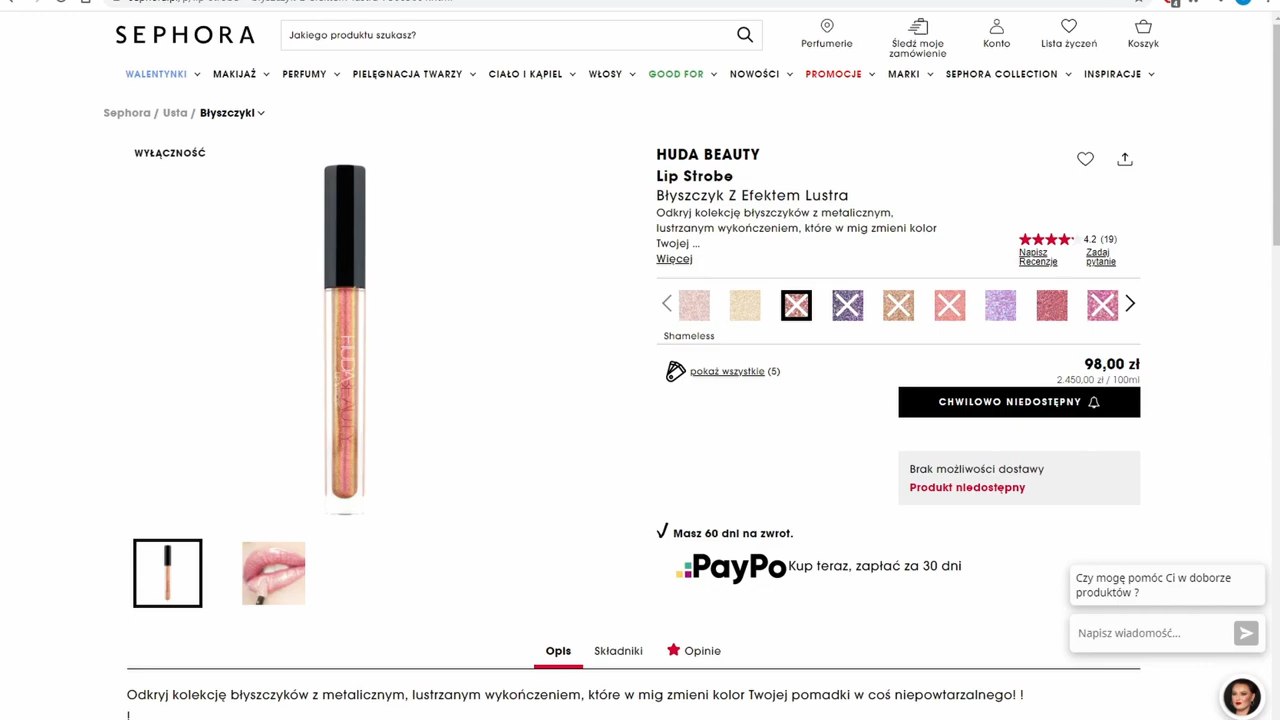 SEPHORA
Jakiego produktu szukasz?
Perfumerie
Śledź moje
zamówienie
Konto
Lista życzeń
Koszyk
WALENTYNKI MAKIJAŻ PERFUMY PIELĘGNACJA TWARZY CIAŁO I KĄPIEL WŁOSY GOOD FOR NOWOŚCI PROMOCJE MARKI SEPHORA COLLECTION INSPIRACJE
Sephora / Usta / Błyszczyki
WYŁĄCZNOŚĆ
HUDA BEAUTY
Lip Strobe
Błyszczyk Z Efektem Lustra
Odkryj kolekcję błyszczyków z metalicznym,
lustrzanym wykończeniem, które w mig zmieni kolor
Twojej ...
Więcej
4.2 (19)
Napisz
Recenzję
Zadaj
pytanie
Shameless
pokaż wszystkie (5)
98,00 zł
2.450,00 zł / 100ml
CHWILOWO NIEDOSTĘPNY
Brak możliwości dostawy
Produkt niedostępny
Masz 60 dni na zwrot.
PayPo Kup teraz, zapłać za 30 dni
HUDA BEAUTY
Czy mogę pomóc Ci w doborze
produktów ?
Napisz wiadomość...
Opis Składniki Opinie
Odkryj kolekcję błyszczyków z metalicznym, lustrzanym wykończeniem, które w mig zmieni kolor Twojej pomadki w coś niepowtarzalnego! !
!